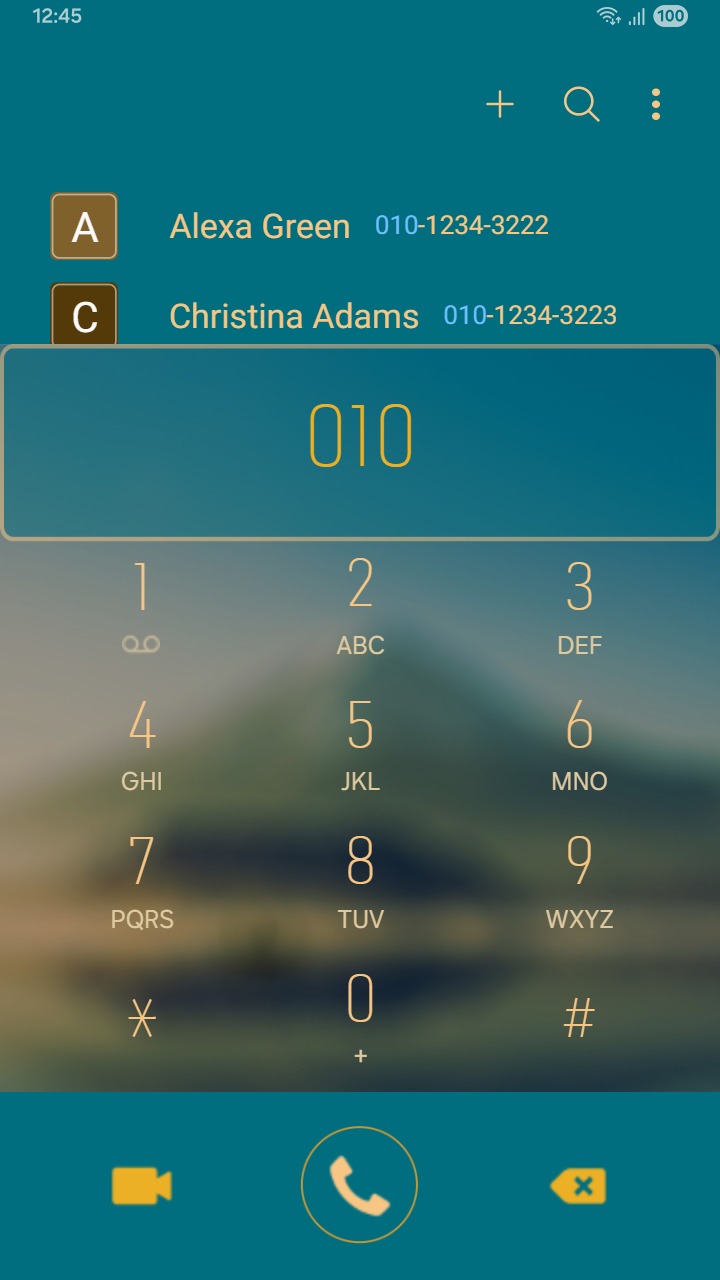 12:45 100
A Alexa Green 010-1234-3222
C Christina Adams 010-1234-3223
010
1 2 3
ABC DEF
4 5 6
GHI JKL MNO
7 8 9
PQRS TUV WXYZ
* 0 #
+